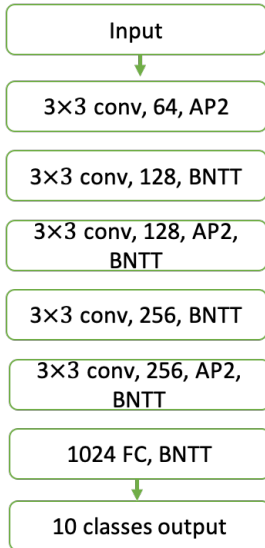 Input
3×3 conv, 64, AP2
3×3 conv, 128, BNTT
3×3 conv, 128, AP2,
BNTT
3×3 conv, 256, BNTT
3×3 conv, 256, AP2,
BNTT
1024 FC, BNTT
10 classes output